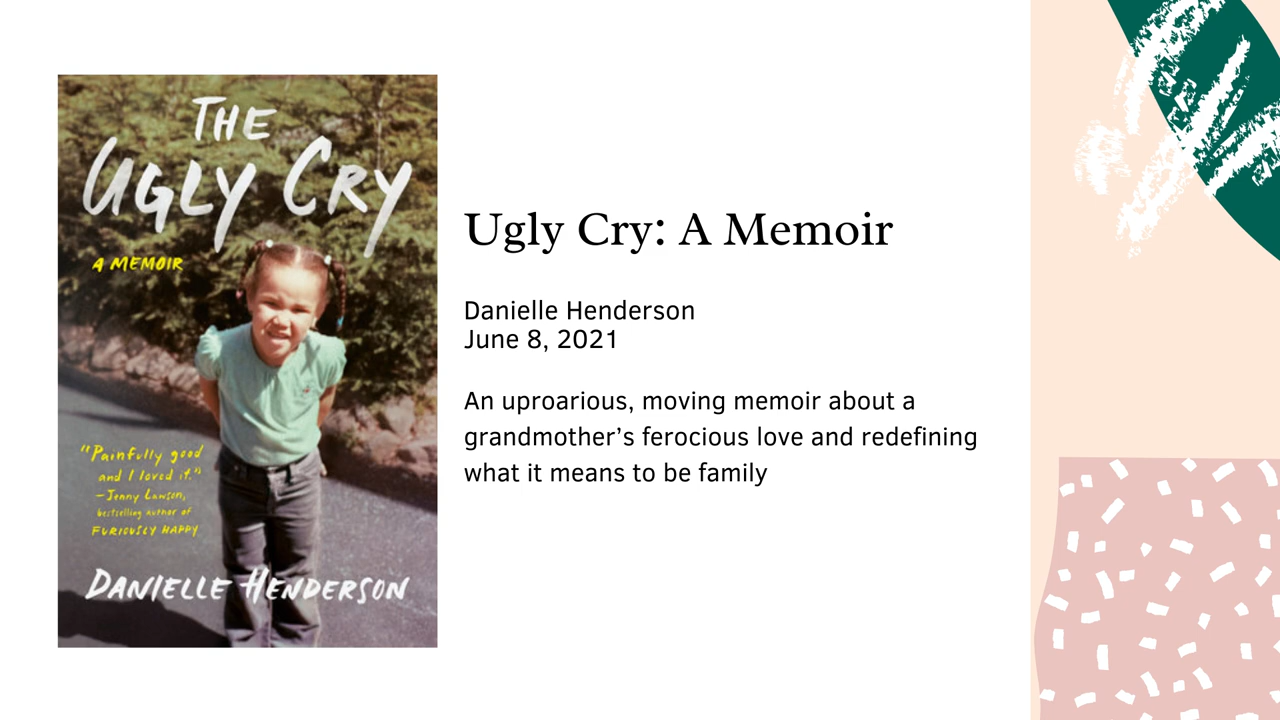 THE
UGLY CRY
A MEMOIR
"Painfully good
and I loved it."
—Jenny Lawson,
bestselling author of
FURIOUSLY HAPPY
DANIELLE HENDERSON
Ugly Cry: A Memoir
Danielle Henderson
June 8, 2021
An uproarious, moving memoir about a
grandmother’s ferocious love and redefining
what it means to be family